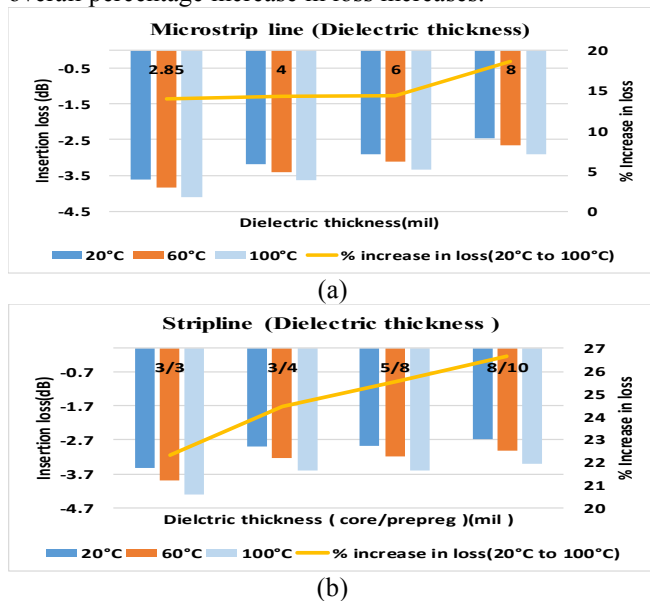 overall percentage increase in loss increases.
Microstrip line (Dielectric thickness)
-0.5
-1.5
-2.5
-3.5
-4.5
Insertion loss (dB)
2.85 4 6 8
20
15
10
5
0
% Increase in loss
Dielectric thickness(mil)
20°C 60°C 100°C % increase in loss(20°C to 100°C)
(a)
Stripline (Dielectric thickness )
-0.7
-1.7
-2.7
-3.7
-4.7
Insertion loss(dB)
3/3 3/4 5/8 8/10
27
26
25
24
23
22
21
20
% Increase in loss
Dielctric thickness ( core/prepreg )(mil )
20°C 60°C 100°C % increase in loss(20°C to 100°C)
(b)